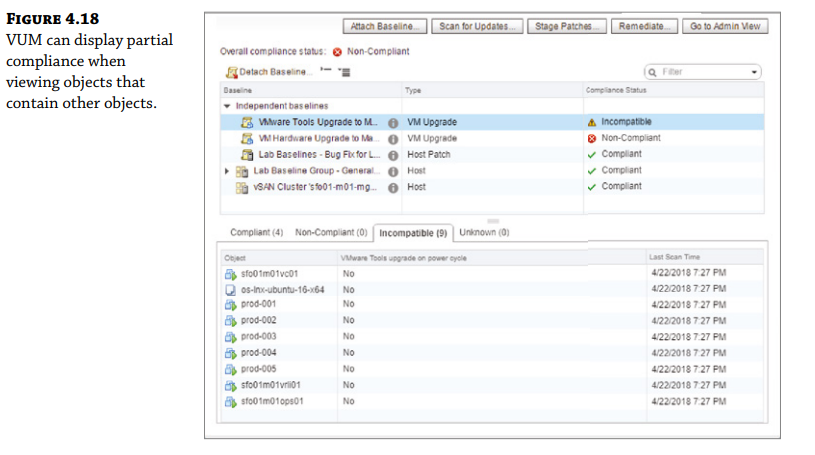 FIGURE 4.18
VUM can display partial
compliance when
viewing objects that
contain other objects.
Attach Baseline... Scan for Updates... Stage Patches... Remediate... Go to Admin View
Overall compliance status: Non-Compliant
Detach Baseline... Filter
Baseline Type Compliance Status
Independent baselines
VMware Tools Upgrade to M... VM Upgrade Incompatible
VM Hardware Upgrade to Ma... VM Upgrade Non-Compliant
Lab Baselines - Bug Fix for L... Host Patch Compliant
Lab Baseline Group - General... Host Compliant
vSAN Cluster 'sfo01-m01-mg... Host Compliant
Compliant (4) Non-Compliant (0) Incompatible (9) Unknown (0)
Object VMware Tools upgrade on power cycle Last Scan Time
sfo01m01vc01 No 4/22/2018 7:27 PM
os-lnx-ubuntu-16-x64 No 4/22/2018 7:27 PM
prod-001 No 4/22/2018 7:27 PM
prod-002 No 4/22/2018 7:27 PM
prod-003 No 4/22/2018 7:27 PM
prod-004 No 4/22/2018 7:27 PM
prod-005 No 4/22/2018 7:27 PM
sfo01m01vrli01 No 4/22/2018 7:27 PM
sfo01m01ops01 No 4/22/2018 7:27 PM